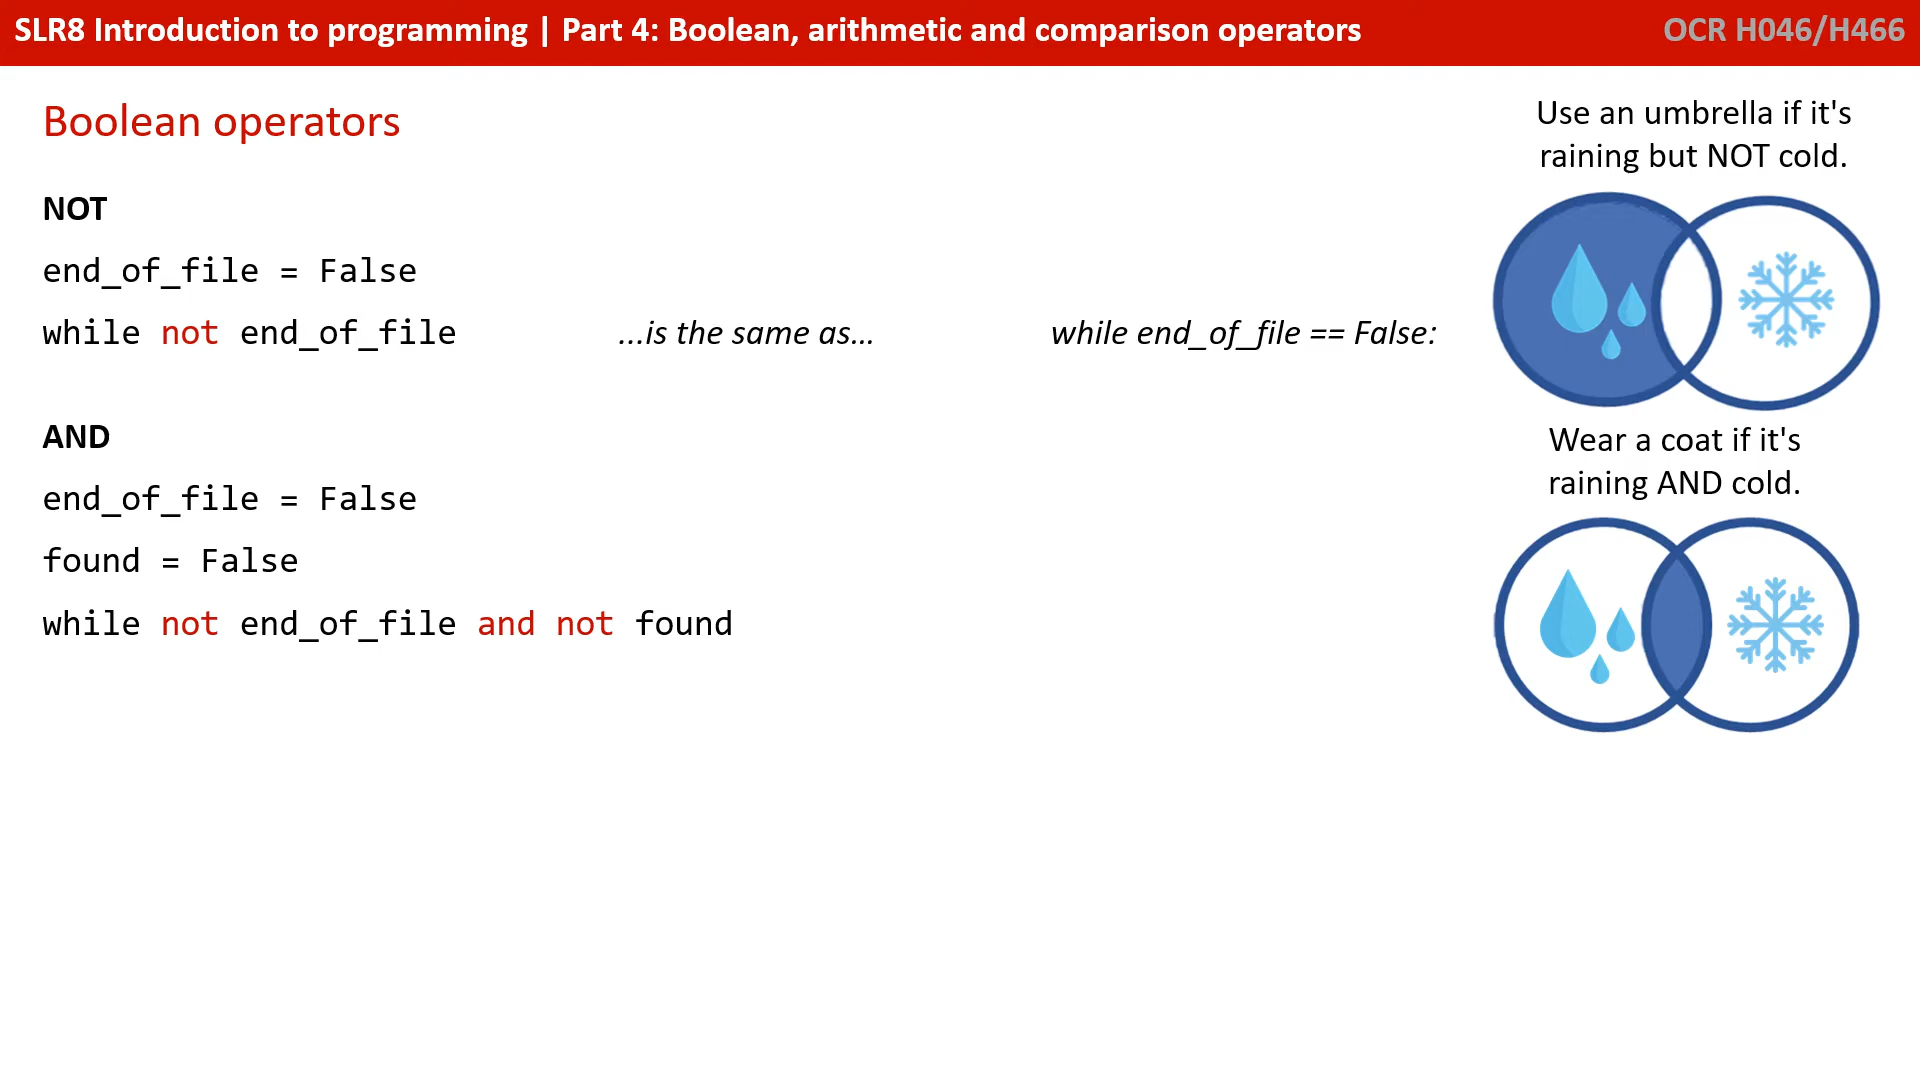 SLR8 Introduction to programming | Part 4: Boolean, arithmetic and comparison operators
OCR H046/H466
Boolean operators
NOT
end_of_file = False
while not end_of_file
...is the same as...
while end_of_file == False:
AND
end_of_file = False
found = False
while not end_of_file and not found
Use an umbrella if it's
raining but NOT cold.
Wear a coat if it's
raining AND cold.